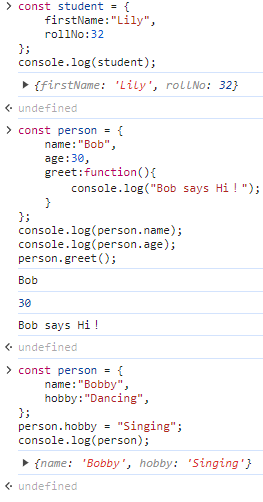 > const student = {
    firstName:"Lily",
    rollNo:32
};
console.log(student);
▶ {firstName: 'Lily', rollNo: 32}
undefined
> const person = {
    name:"Bob",
    age:30,
    greet:function(){
        console.log("Bob says Hi！");
    }
};
console.log(person.name);
console.log(person.age);
person.greet();
Bob
30
Bob says Hi！
undefined
> const person = {
    name:"Bobby",
    hobby:"Dancing",
};
person.hobby = "Singing";
console.log(person);
▶ {name: 'Bobby', hobby: 'Singing'}
undefined